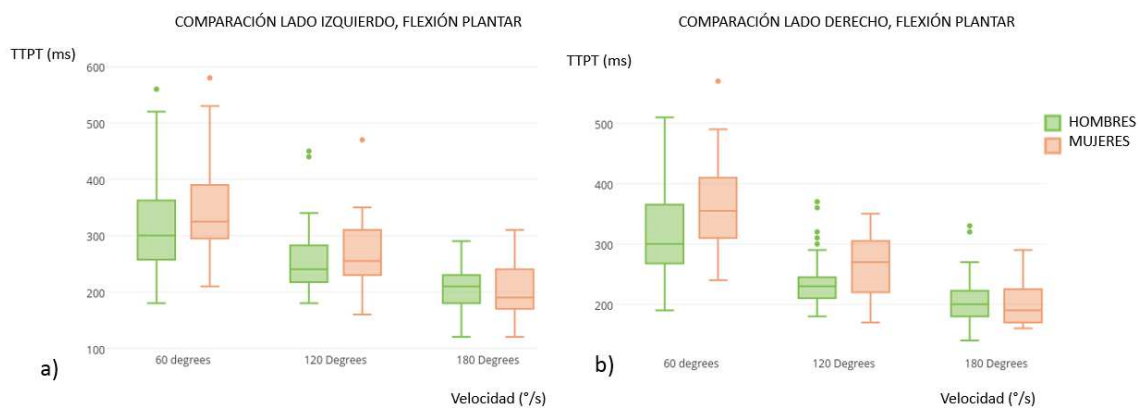 COMPARACIÓN LADO IZQUIERDO, FLEXIÓN PLANTAR
TTPT (ms)
600
500
400
300
200
100
60 degrees
120 Degrees
180 Degrees
a)
Velocidad (°/s)
COMPARACIÓN LADO DERECHO, FLEXIÓN PLANTAR
TTPT (ms)
500
400
300
200
60 degrees
120 Degrees
180 Degrees
b)
Velocidad (°/s)
HOMBRES
MUJERES